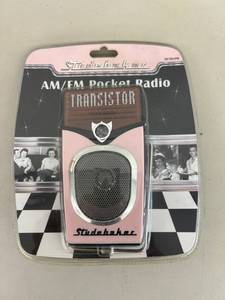 AM/FM Pocket Radio
TRANSISTOR
Studebaker